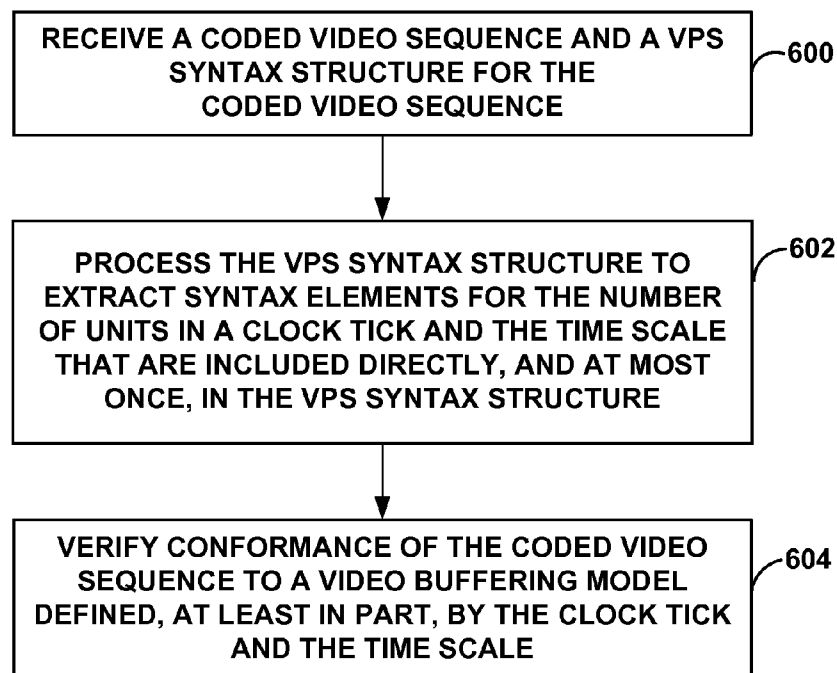 RECEIVE A CODED VIDEO SEQUENCE AND A VPS
SYNTAX STRUCTURE FOR THE
CODED VIDEO SEQUENCE
600
PROCESS THE VPS SYNTAX STRUCTURE TO
EXTRACT SYNTAX ELEMENTS FOR THE NUMBER
OF UNITS IN A CLOCK TICK AND THE TIME SCALE
THAT ARE INCLUDED DIRECTLY, AND AT MOST
ONCE, IN THE VPS SYNTAX STRUCTURE
602
VERIFY CONFORMANCE OF THE CODED VIDEO
SEQUENCE TO A VIDEO BUFFERING MODEL
DEFINED, AT LEAST IN PART, BY THE CLOCK TICK
AND THE TIME SCALE
604